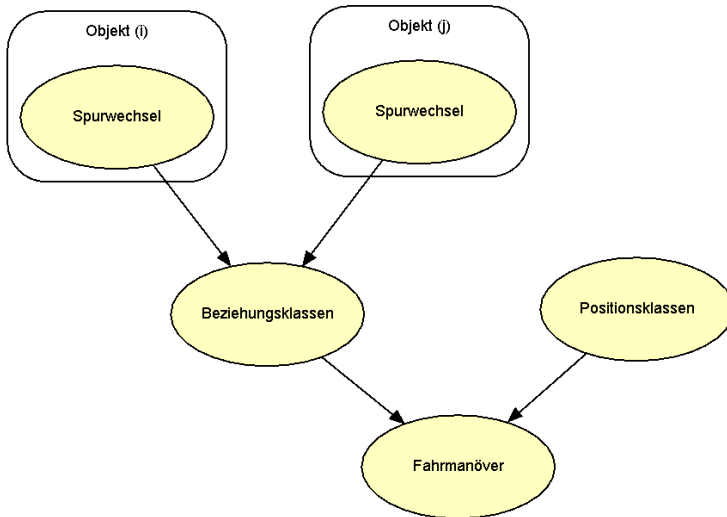 Objekt (i)
Objekt (j)
Spurwechsel
Spurwechsel
Beziehungsklassen
Positionsklassen
Fahrmanöver